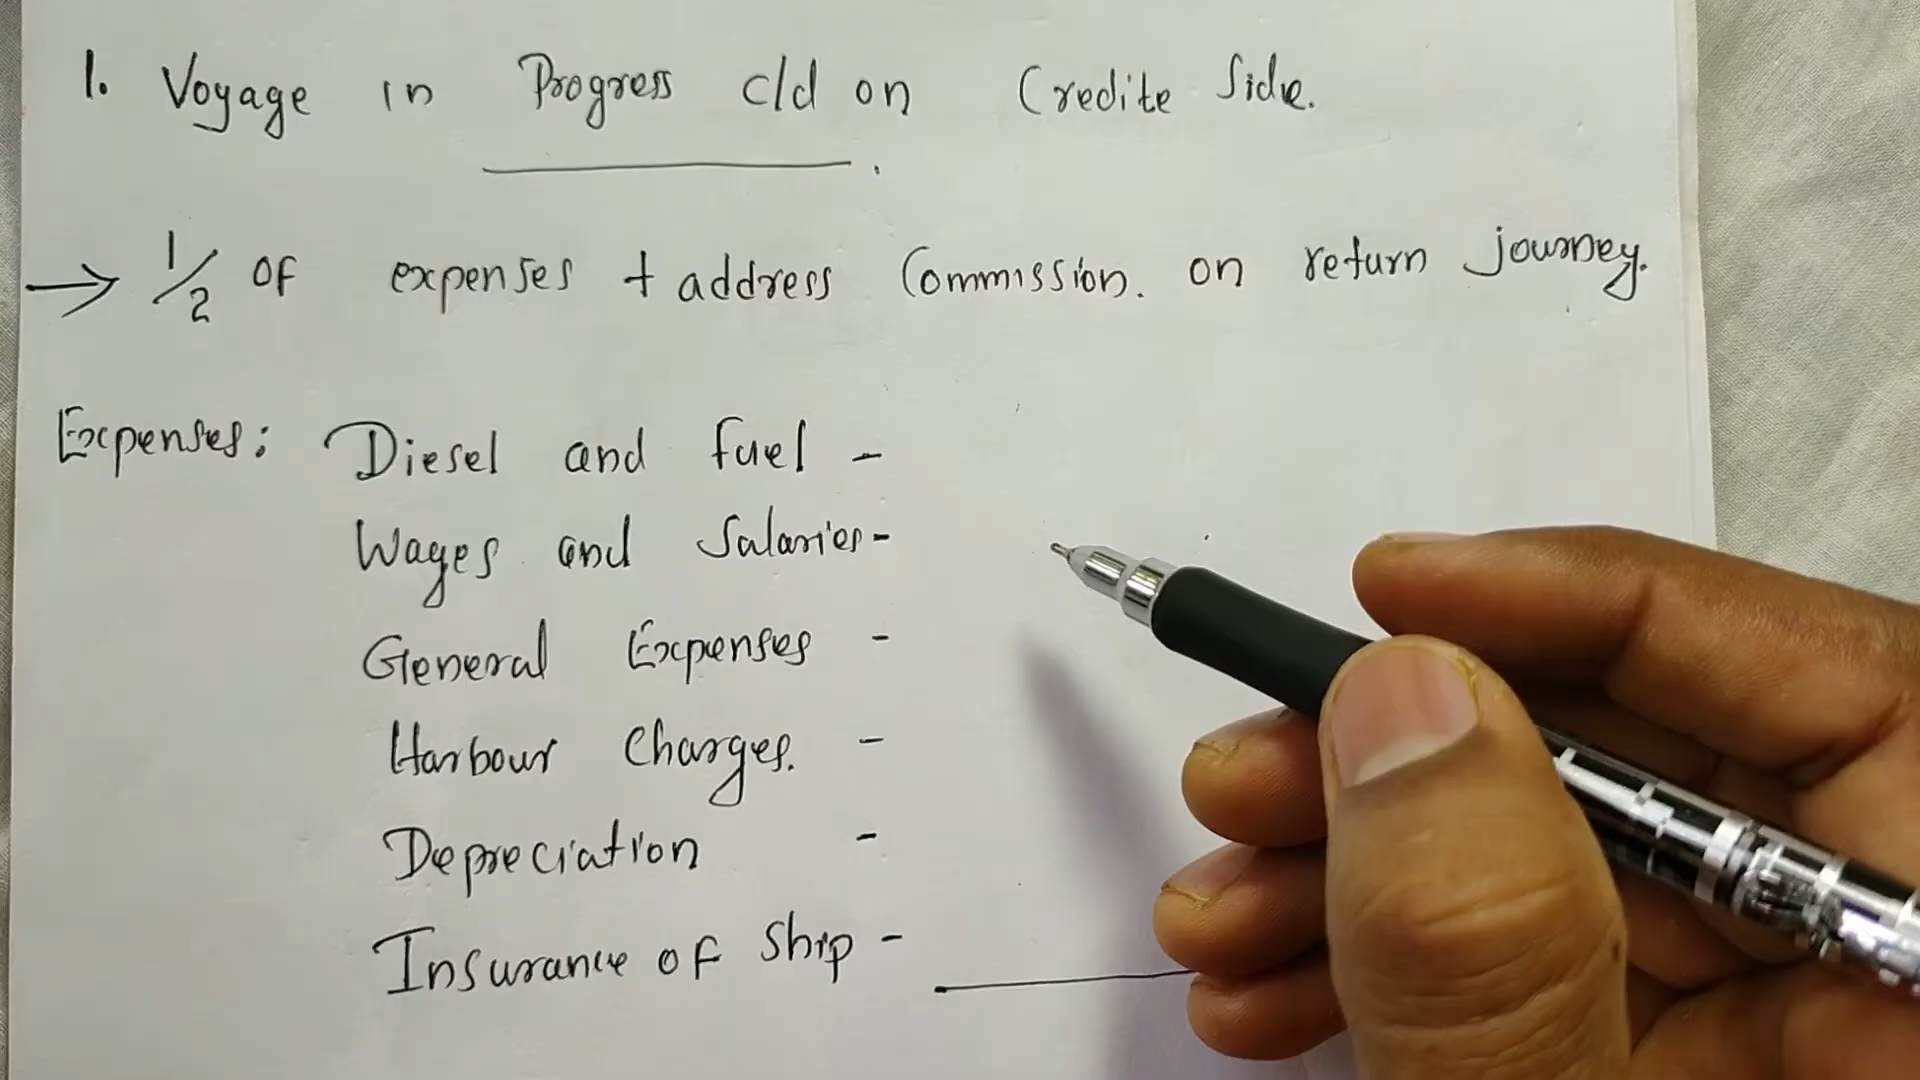 1. Voyage in Progress c/d on Credite Side.
→ 1/2 of expenses + address Commission. on return journey.
Expenses: Diesel and fuel -
Wages and Salaries -
General Expenses -
Harbour Charges. -
Depreciation -
Insurance of Ship -